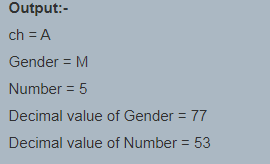 Output:-
ch = A
Gender = M
Number = 5
Decimal value of Gender = 77
Decimal value of Number = 53